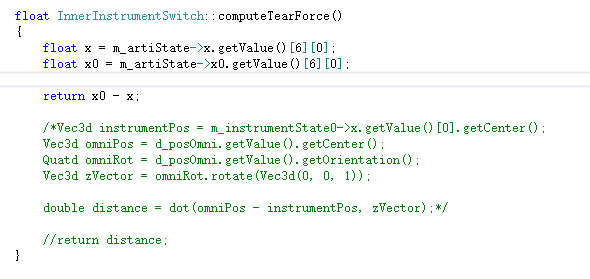 float InnerInstrumentSwitch::computeTearForce()
{
float x = m_artiState->x.getValue()[6][0];
float x0 = m_artiState->x0.getValue()[6][0];
return x0 - x;
/*Vec3d instrumentPos = m_instrumentState0->x.getValue()[0].getCenter();
Vec3d omniPos = d_posOmni.getValue().getCenter();
Quatd omniRot = d_posOmni.getValue().getOrientation();
Vec3d zVector = omniRot.rotate(Vec3d(0, 0, 1));
double distance = dot(omniPos - instrumentPos, zVector);*/
//return distance;
}